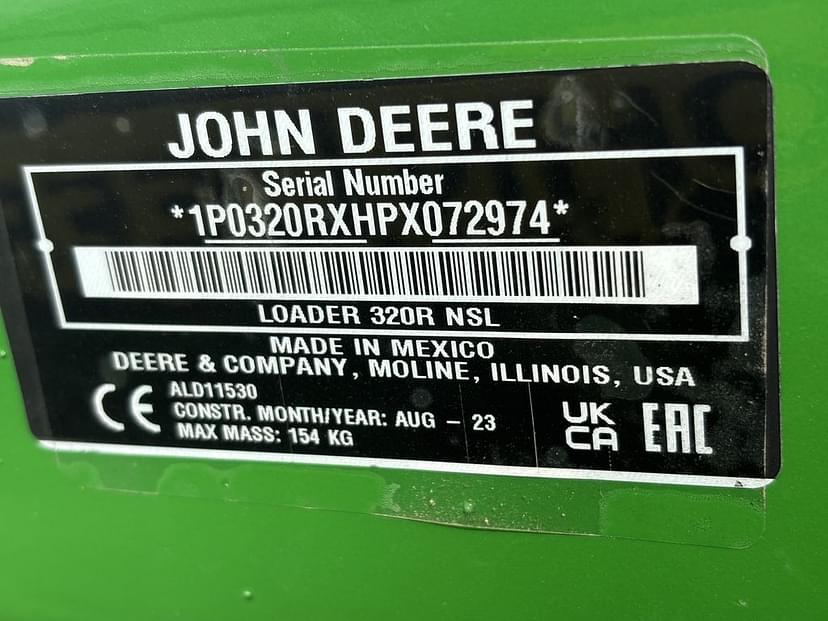 JOHN DEERE
Serial Number
*1P0320RXHPX072974*
LOADER 320R NSL
MADE IN MEXICO
DEERE & COMPANY, MOLINE, ILLINOIS, USA
CE
ALD11530
CONSTR. MONTH/YEAR: AUG - 23
MAX MASS: 154 KG
UK
CA
EAC